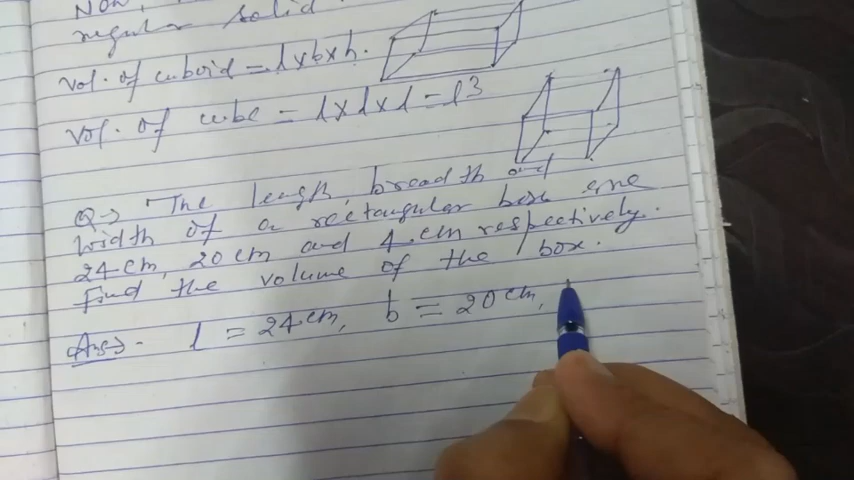 Now,
regular solid.
Vol. of cuboid = l x b x h.
Vol. of cube = l x l x l = l3
Q-> The length, breadth and
width of a rectangular box are
24 cm, 20 cm and 4 cm respectively.
Find the volume of the box.
Ans-> l = 24 cm, b = 20 cm,